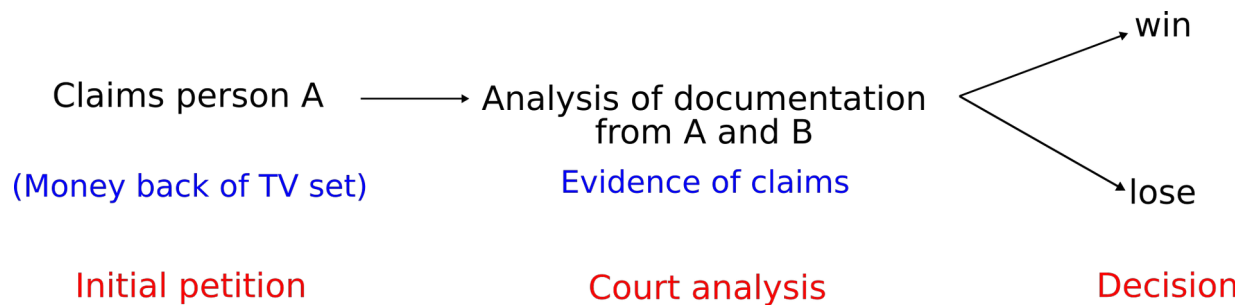 win
Claims person A
Analysis of documentation
from A and B
(Money back of TV set)
Evidence of claims
lose
Initial petition
Court analysis
Decision